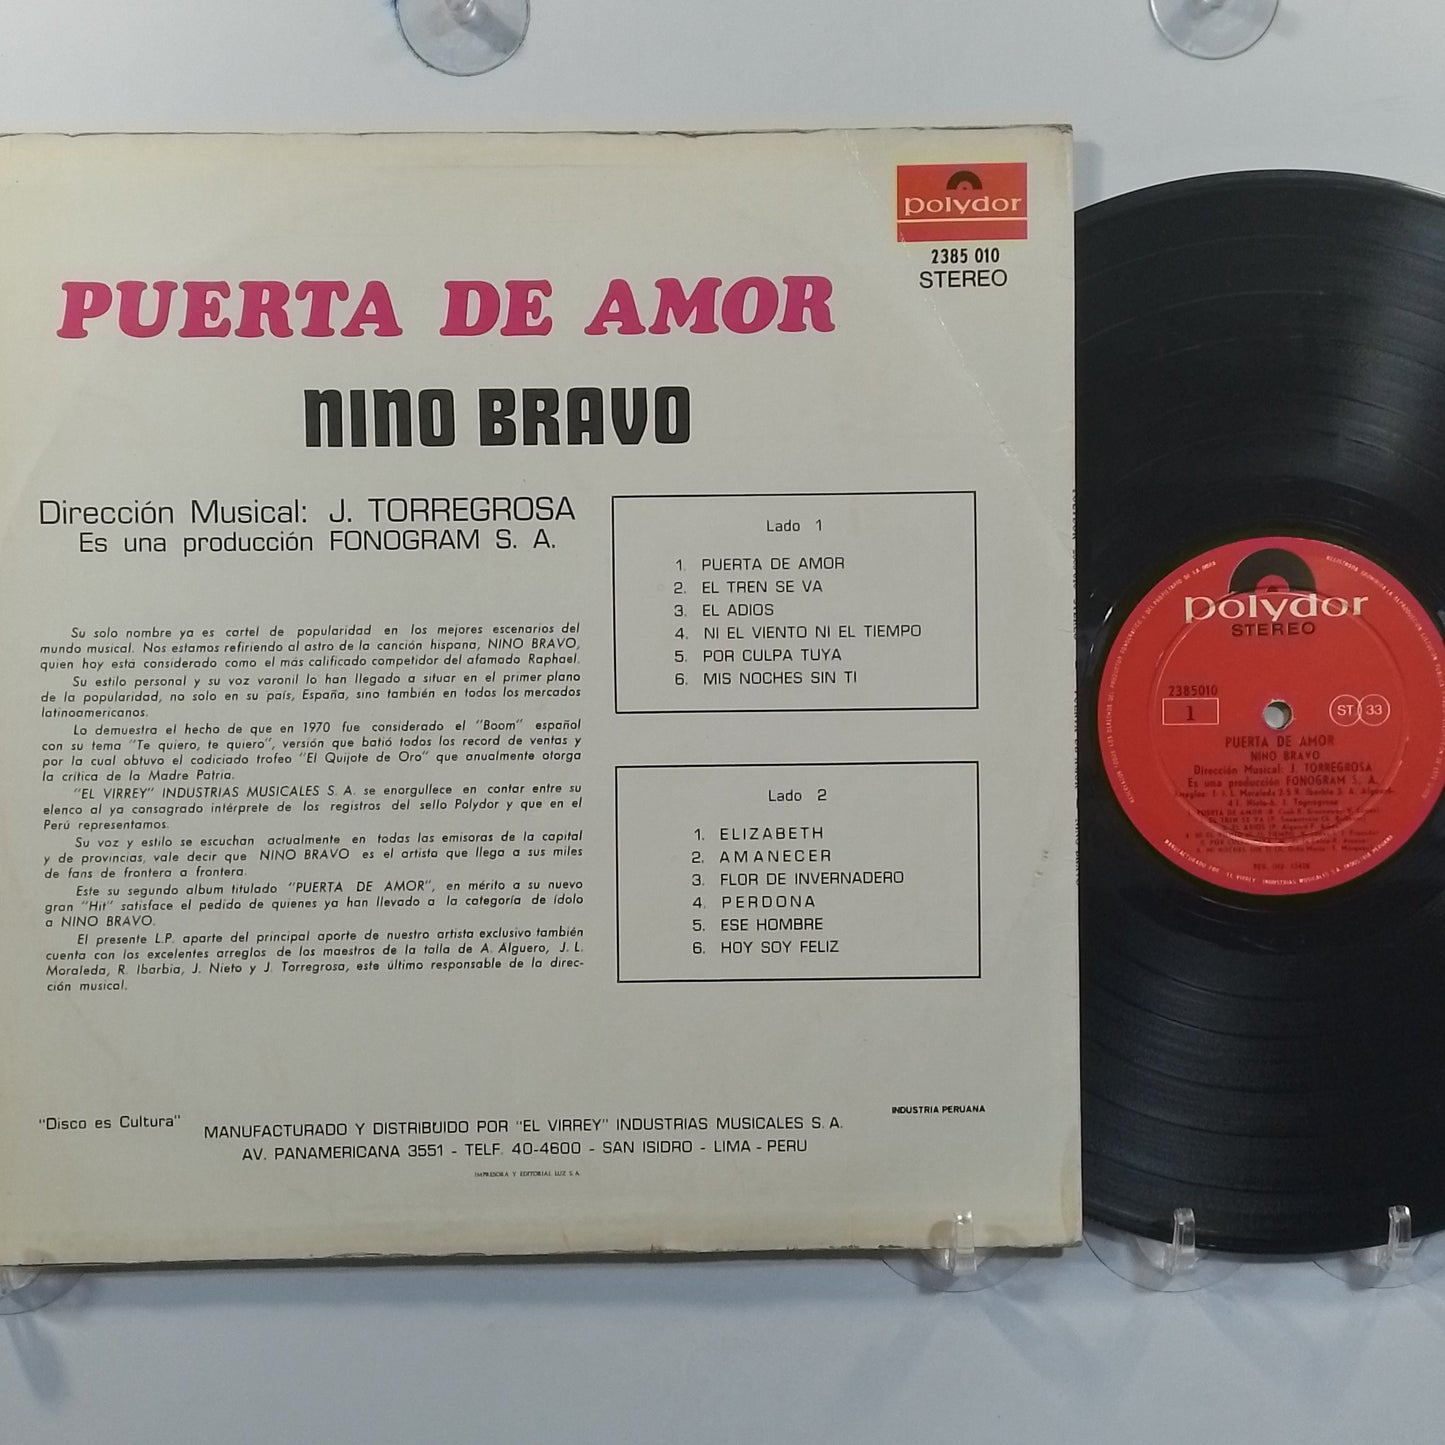 polydor
2385 010
STEREO
PUERTA DE AMOR
NINO BRAVO
Dirección Musical: J. TORREGROSA
Es una producción FONOGRAM S. A.
Su solo nombre ya es cartel de popularidad en los mejores escenarios del
mundo musical. Nos estamos refiriendo al astro de la canción hispana, NINO BRAVO,
quien hoy está considerado como el más calificado competidor del afamado Raphael.
Su estilo personal y su voz varonil lo han llegado a situar en el primer plano
de la popularidad, no solo en su país, España, sino también en todos los mercados
latinoamericanos.
Lo demuestra el hecho de que en 1970 fue considerado el "Boom" español
con su tema "Te quiero, te quiero", versión que batió todos los record de ventas y
por la cual obtuvo el codiciado trofeo "El Quijote de Oro" que anualmente otorga
la crítica de la Madre Patria.
"EL VIRREY" INDUSTRIAS MUSICALES S. A. se enorgullece en contar entre su
elenco al ya consagrado intérprete de los registros del sello Polydor y que en el
Perú representamos.
Su voz y estilo se escuchan actualmente en todas las emisoras de la capital
y de provincias, vale decir que NINO BRAVO es el artista que llega a sus miles
de fans de frontera a frontera.
Este su segundo album titulado "PUERTA DE AMOR", en mérito a su nuevo
gran "Hit" satisface el pedido de quienes ya han llevado a la categoría de ídolo
a NINO BRAVO.
El presente L.P. aparte del principal aporte de nuestro artista exclusivo también
cuenta con los excelentes arreglos de los maestros de la talla de A. Alguero, J. L.
Moraleda, R. Ibarbia, J. Nieto y J. Torregrosa, este último responsable de la direc-
ción musical.
Lado 1
1. PUERTA DE AMOR
2. EL TREN SE VA
3. EL ADIOS
4. NI EL VIENTO NI EL TIEMPO
5. POR CULPA TUYA
6. MIS NOCHES SIN TI
Lado 2
1. ELIZABETH
2. AMANECER
3. FLOR DE INVERNADERO
4. PERDONA
5. ESE HOMBRE
6. HOY SOY FELIZ
INDUSTRIA PERUANA
"Disco es Cultura"
MANUFACTURADO Y DISTRIBUIDO POR "EL VIRREY" INDUSTRIAS MUSICALES S. A.
AV. PANAMERICANA 3551 - TELF. 40-4600 - SAN ISIDRO - LIMA - PERU
IMPRESORA Y EDITORIAL LUZ S.A.
polydor
STEREO
2385010
1
ST 33
PUERTA DE AMOR
NINO BRAVO
Dirección Musical: J. TORREGROSA
Es una producción FONOGRAM S. A.